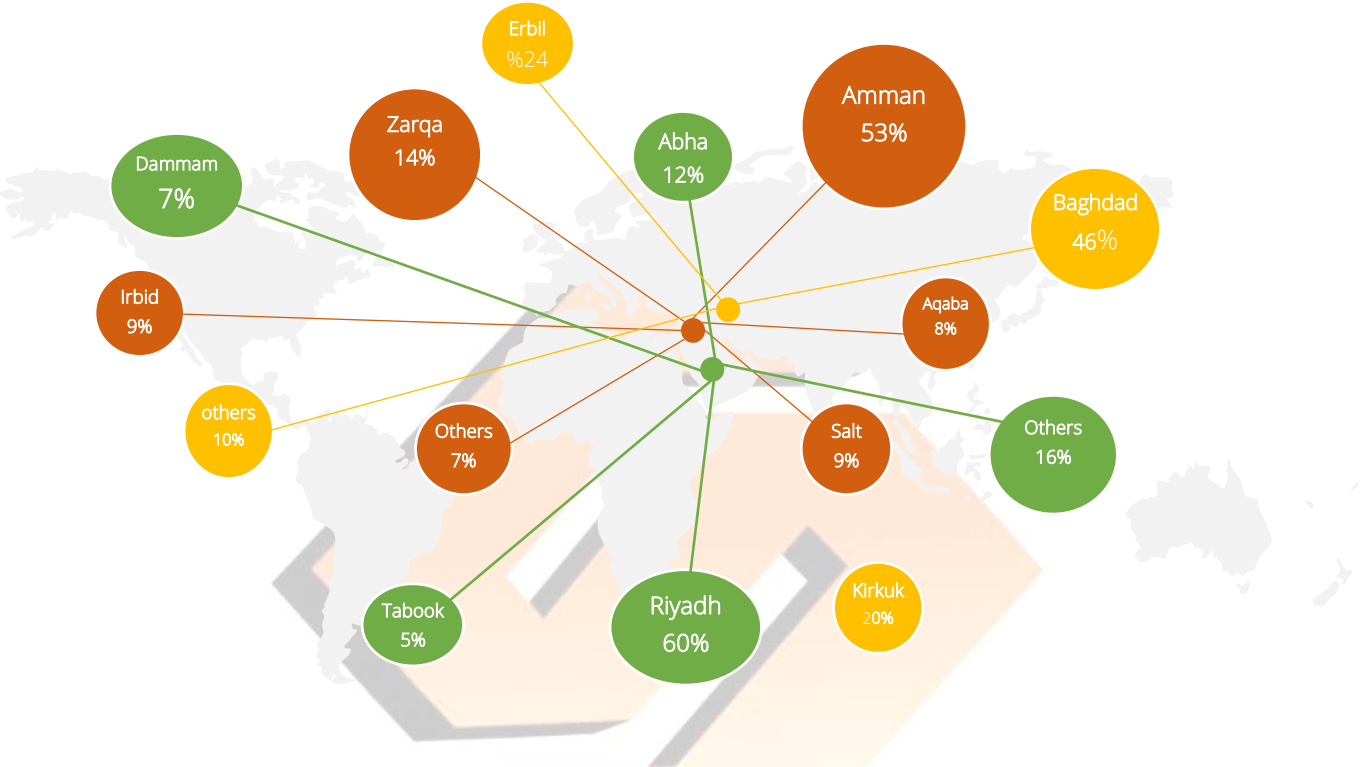 Erbil
%24
Amman
53%
Zarqa
14%
Abha
12%
Dammam
7%
Baghdad
46%
Irbid
9%
Aqaba
8%
others
10%
Others
7%
Salt
9%
Others
16%
Tabook
5%
Riyadh
60%
Kirkuk
20%